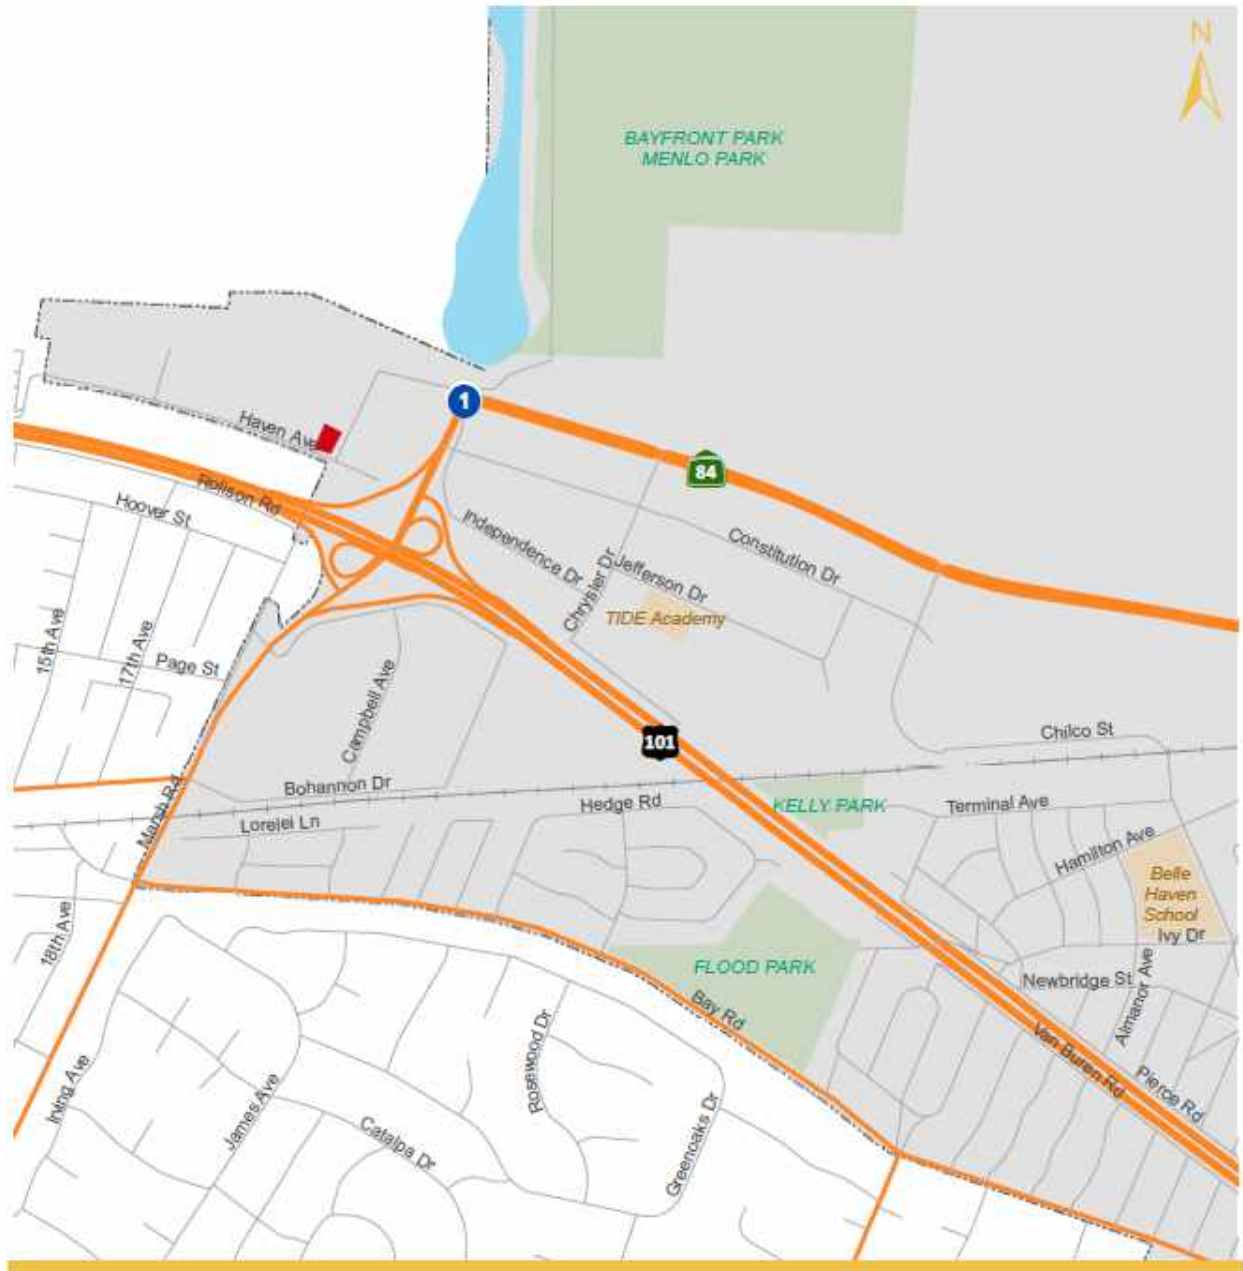 N
BAYFRONT PARK
MENLO PARK
1
Haven Ave
84
Rolison Rd
Hoover St
Independence Dr
Constitution Dr
Chrysler Dr
Jefferson Dr
TIDE Academy
15th Ave
17th Ave
Page St
Campbell Ave
101
Chilco St
Bohannon Dr
Marsh Rd
Lorelei Ln
Hedge Rd
KELLY PARK
Terminal Ave
Hamilton Ave
Belle
Haven
School
Ivy Dr
18th Ave
FLOOD PARK
Newbridge St
Almanor Ave
Bay Rd
Van Buren Rd
Pierce Rd
Irving Ave
James Ave
Rosewood Dr
Catalpa Dr
Greenoaks Dr